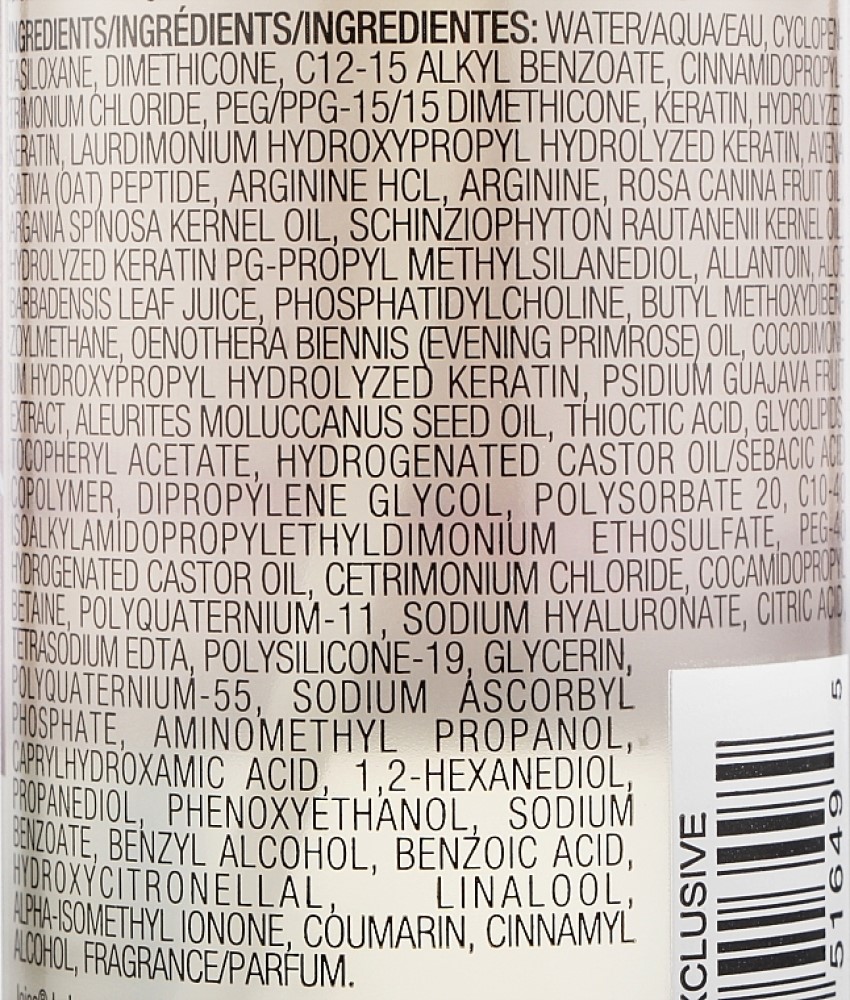 INGREDIENTS/INGRÉDIENTS/INGREDIENTES: WATER/AQUA/EAU, CYCLOPEN-
TASILOXANE, DIMETHICONE, C12-15 ALKYL BENZOATE, CINNAMIDOPROPYL-
TRIMONIUM CHLORIDE, PEG/PPG-15/15 DIMETHICONE, KERATIN, HYDROLYZED
KERATIN, LAURDIMONIUM HYDROXYPROPYL HYDROLYZED KERATIN, AVENA
SATIVA (OAT) PEPTIDE, ARGININE HCL, ARGININE, ROSA CANINA FRUIT OIL,
ARGANIA SPINOSA KERNEL OIL, SCHINZIOPHYTON RAUTANENII KERNEL OIL,
HYDROLYZED KERATIN PG-PROPYL METHYLSILANEDIOL, ALLANTOIN, ALOE
BARBADENSIS LEAF JUICE, PHOSPHATIDYLCHOLINE, BUTYL METHOXYDIBEN-
ZOYLMETHANE, OENOTHERA BIENNIS (EVENING PRIMROSE) OIL, COCODIMONI-
UM HYDROXYPROPYL HYDROLYZED KERATIN, PSIDIUM GUAJAVA FRUIT
EXTRACT, ALEURITES MOLUCCANUS SEED OIL, THIOCTIC ACID, GLYCOLIPIDS,
TOCOPHERYL ACETATE, HYDROGENATED CASTOR OIL/SEBACIC ACID
COPOLYMER, DIPROPYLENE GLYCOL, POLYSORBATE 20, C10-40
ISOALKYLAMIDOPROPYLETHYLDIMONIUM ETHOSULFATE, PEG-40
HYDROGENATED CASTOR OIL, CETRIMONIUM CHLORIDE, COCAMIDOPROPYL
BETAINE, POLYQUATERNIUM-11, SODIUM HYALURONATE, CITRIC ACID,
TETRASODIUM EDTA, POLYSILICONE-19, GLYCERIN,
POLYQUATERNIUM-55, SODIUM ASCORBYL
PHOSPHATE, AMINOMETHYL PROPANOL,
CAPRYLHYDROXAMIC ACID, 1,2-HEXANEDIOL,
PROPANEDIOL, PHENOXYETHANOL, SODIUM
BENZOATE, BENZYL ALCOHOL, BENZOIC ACID,
HYDROXYCITRONELLAL, LINALOOL,
ALPHA-ISOMETHYL IONONE, COUMARIN, CINNAMYL
ALCOHOL, FRAGRANCE/PARFUM.
XCLUSIVE
51649 5